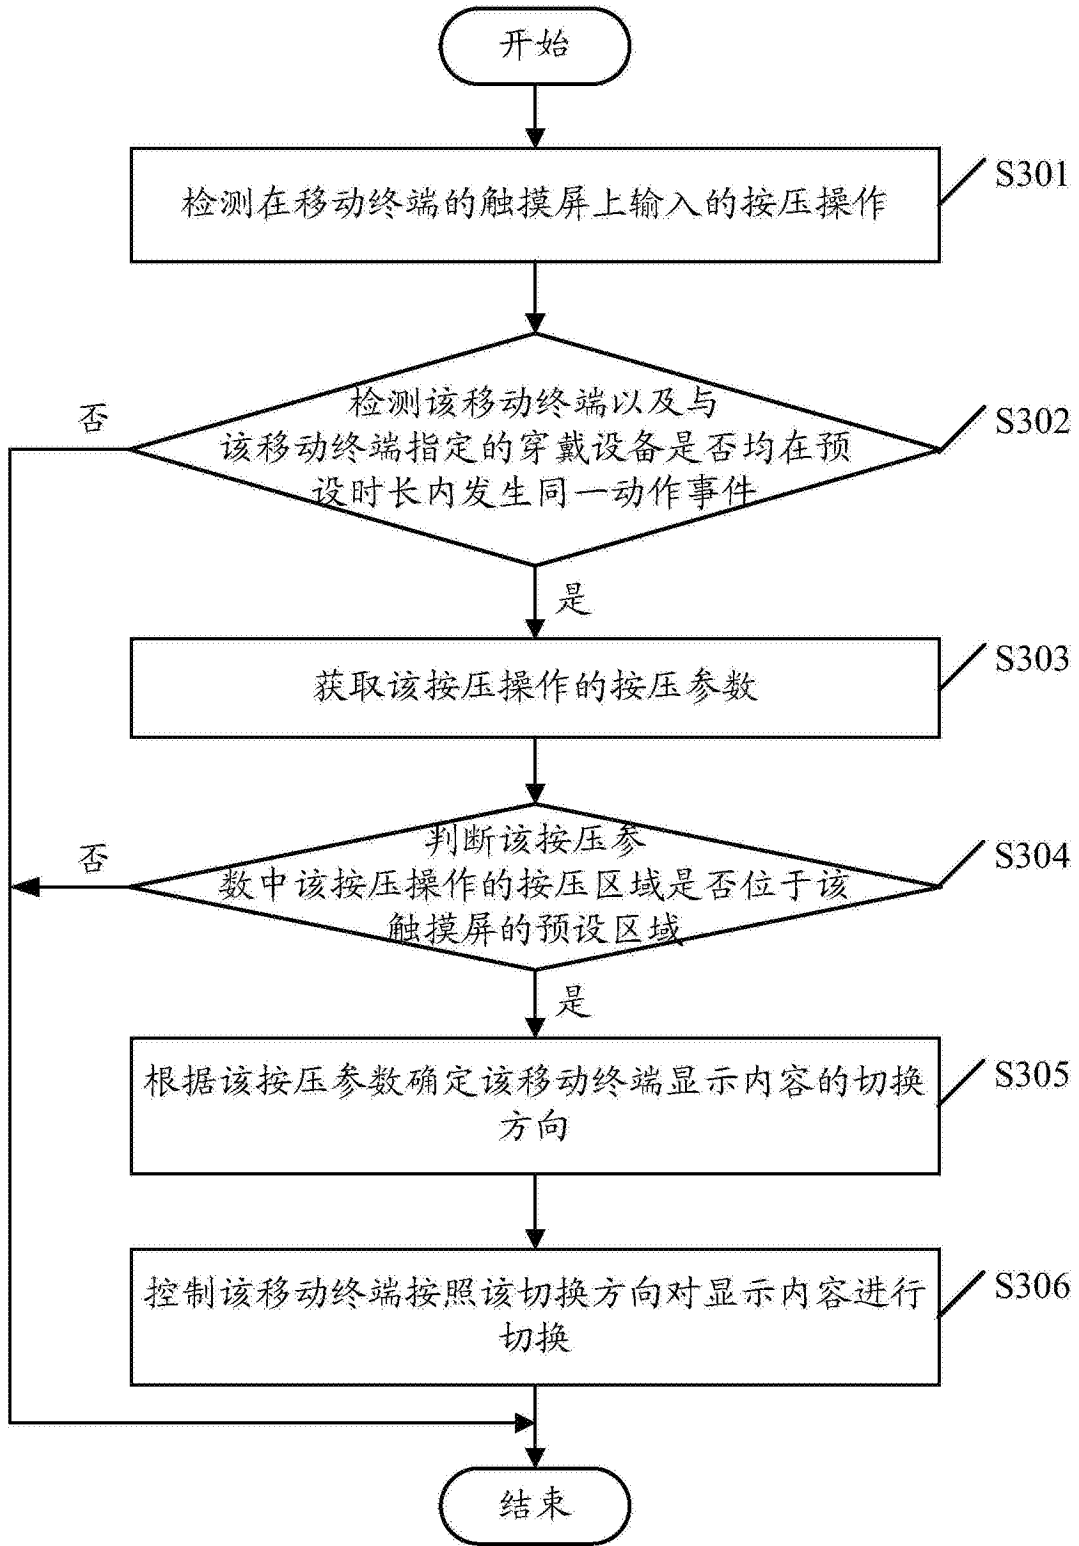 开始
检测在移动终端的触摸屏上输入的按压操作
S301
检测该移动终端以及与
该移动终端指定的穿戴设备是否均在预
设时长内发生同一动作事件
S302
否
是
获取该按压操作的按压参数
S303
判断该按压参
数中该按压操作的按压区域是否位于该
触摸屏的预设区域
S304
否
是
根据该按压参数确定该移动终端显示内容的切换
方向
S305
控制该移动终端按照该切换方向对显示内容进行
切换
S306
结束